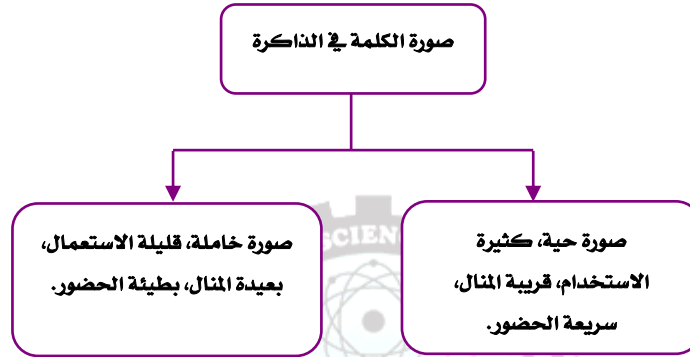 صورة الكلمة في الذاكرة
صورة حية، كثيرة
الاستخدام، قريبة المنال،
سريعة الحضور.
صورة خاملة، قليلة الاستعمال،
بعيدة المنال، بطيئة الحضور.
SCIEN